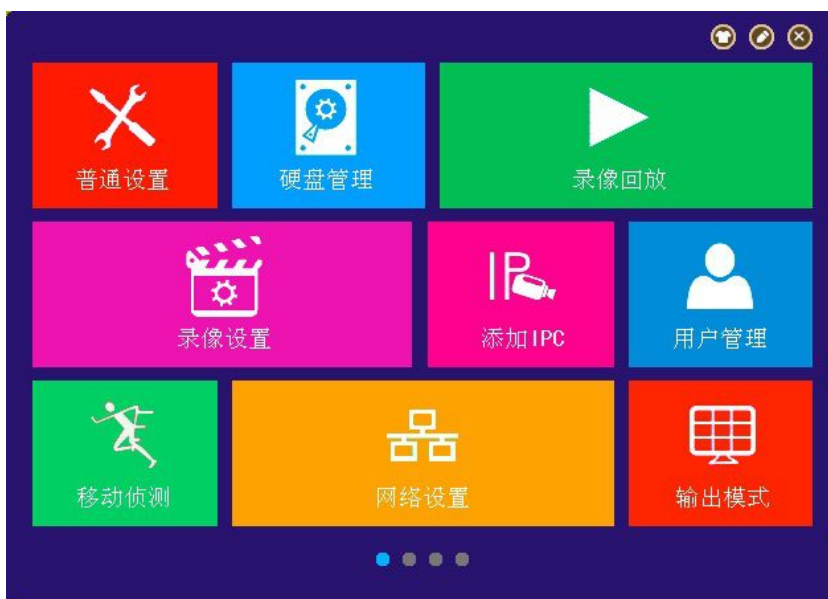 普通设置
硬盘管理
录像回放
录像设置
IP
添加IPC
用户管理
移动侦测
网络设置
输出模式